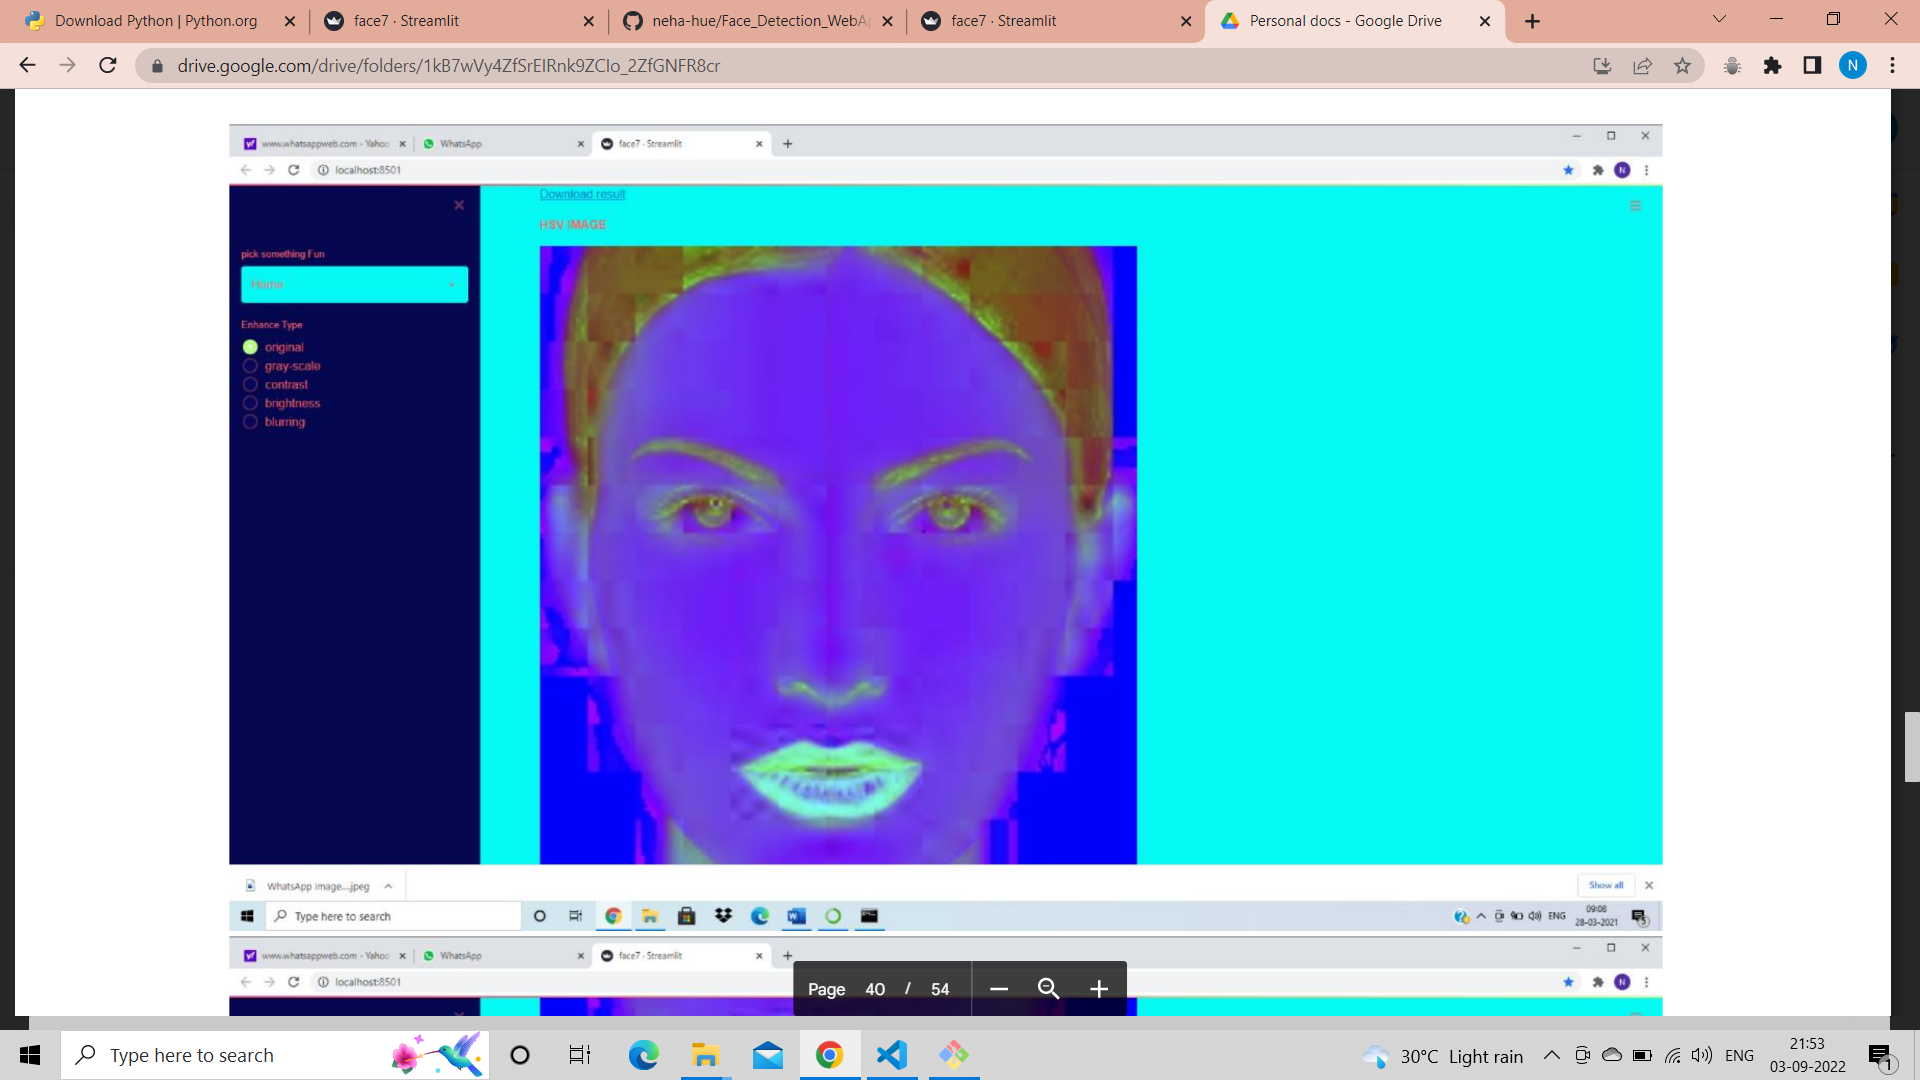 Download Python | Python.org
face7 · Streamlit
neha-hue/Face_Detection_WebAp
face7 · Streamlit
Personal docs - Google Drive
drive.google.com/drive/folders/1kB7wVy4ZfSrEIRnk9ZCIo_2ZfGNFR8cr
N
www.whatsappweb.com - Yahoo
WhatsApp
face7 · Streamlit
localhost:8501
N
Download result
HSV IMAGE
pick something Fun
Home
Enhance Type
original
gray-scale
contrast
brightness
blurring
WhatsApp Image....jpeg
Show all
Type here to search
ENG
09:08
28-03-2021
5
www.whatsappweb.com - Yahoo
WhatsApp
face7 · Streamlit
localhost:8501
N
Page 40 / 54
Type here to search
30°C Light rain
ENG
21:53
03-09-2022
1